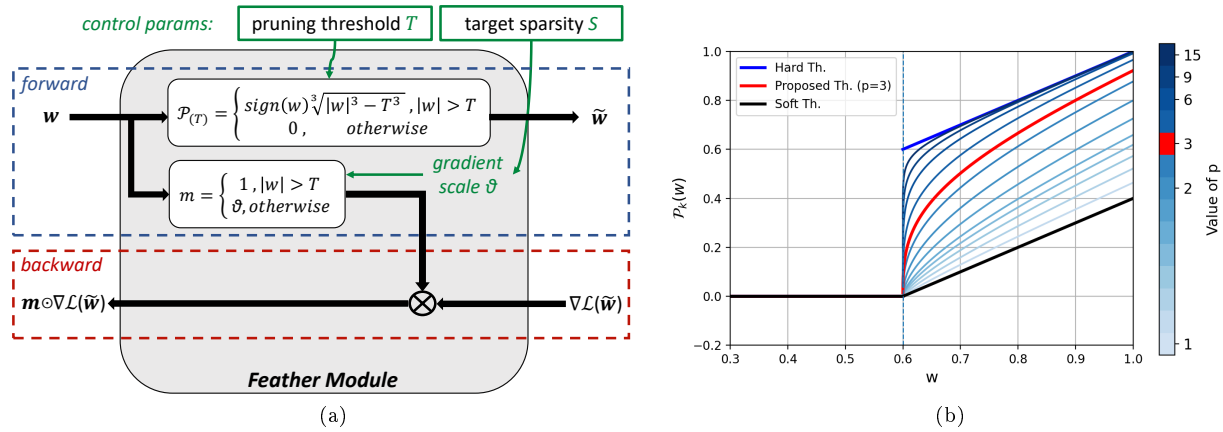 control params:
pruning threshold T
target sparsity S
forward
w
𝒫(T) = { sign(w) ∛(|w|³ − T³) , |w| > T
0 , otherwise
w̃
m = { 1 , |w| > T
ϑ, otherwise
gradient
scale ϑ
backward
m⊙∇ℒ(w̃)
∇ℒ(w̃)
Feather Module
(a)
1.0
0.8
0.6
0.4
0.2
0.0
−0.2
Hard Th.
Proposed Th. (p=3)
Soft Th.
𝒫k(w)
0.3 0.4 0.5 0.6 0.7 0.8 0.9 1.0
w
15
9
6
3
2
1
Value of p
(b)